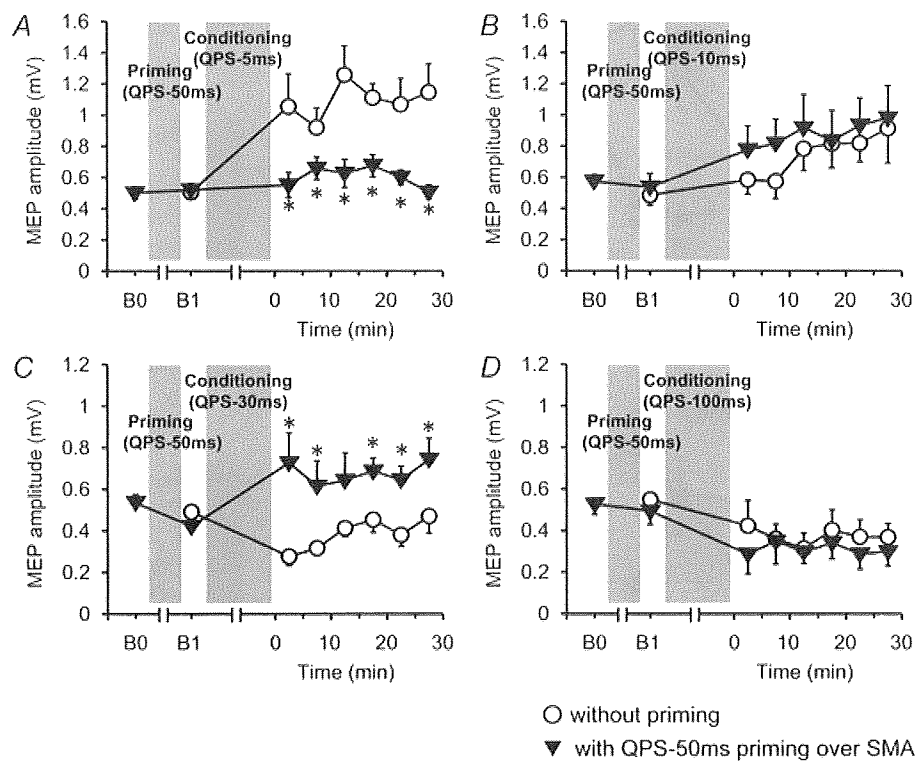 A
1.6
1.4
1.2
1.0
0.8
0.6
0.4
0.2
0
MEP amplitude (mV)
Conditioning
(QPS-5ms)
Priming
(QPS-50ms)
* * * * * *
B0 B1 0 10 20 30
Time (min)
B
1.6
1.4
1.2
1.0
0.8
0.6
0.4
0.2
0
MEP amplitude (mV)
Conditioning
(QPS-10ms)
Priming
(QPS-50ms)
B0 B1 0 10 20 30
Time (min)
C
1.2
1.0
0.8
0.6
0.4
0.2
0
MEP amplitude (mV)
Conditioning
(QPS-30ms)
Priming
(QPS-50ms)
* * * * *
B0 B1 0 10 20 30
Time (min)
D
1.2
1.0
0.8
0.6
0.4
0.2
0
MEP amplitude (mV)
Conditioning
(QPS-100ms)
Priming
(QPS-50ms)
B0 B1 0 10 20 30
Time (min)
without priming
with QPS-50ms priming over SMA